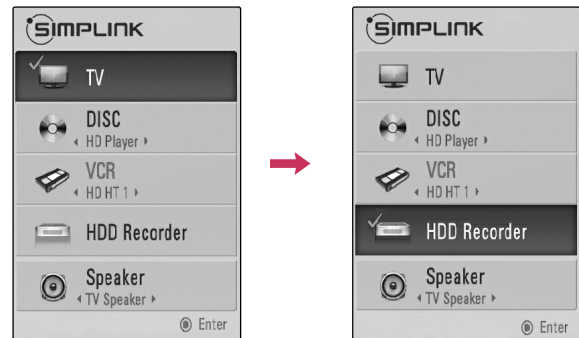 SIMPLINK
TV
DISC
◂ HD Player ▸
VCR
◂ HD HT 1 ▸
HDD Recorder
Speaker
◂ TV Speaker ▸
◉ Enter
SIMPLINK
TV
DISC
◂ HD Player ▸
VCR
◂ HD HT 1 ▸
HDD Recorder
Speaker
◂ TV Speaker ▸
◉ Enter